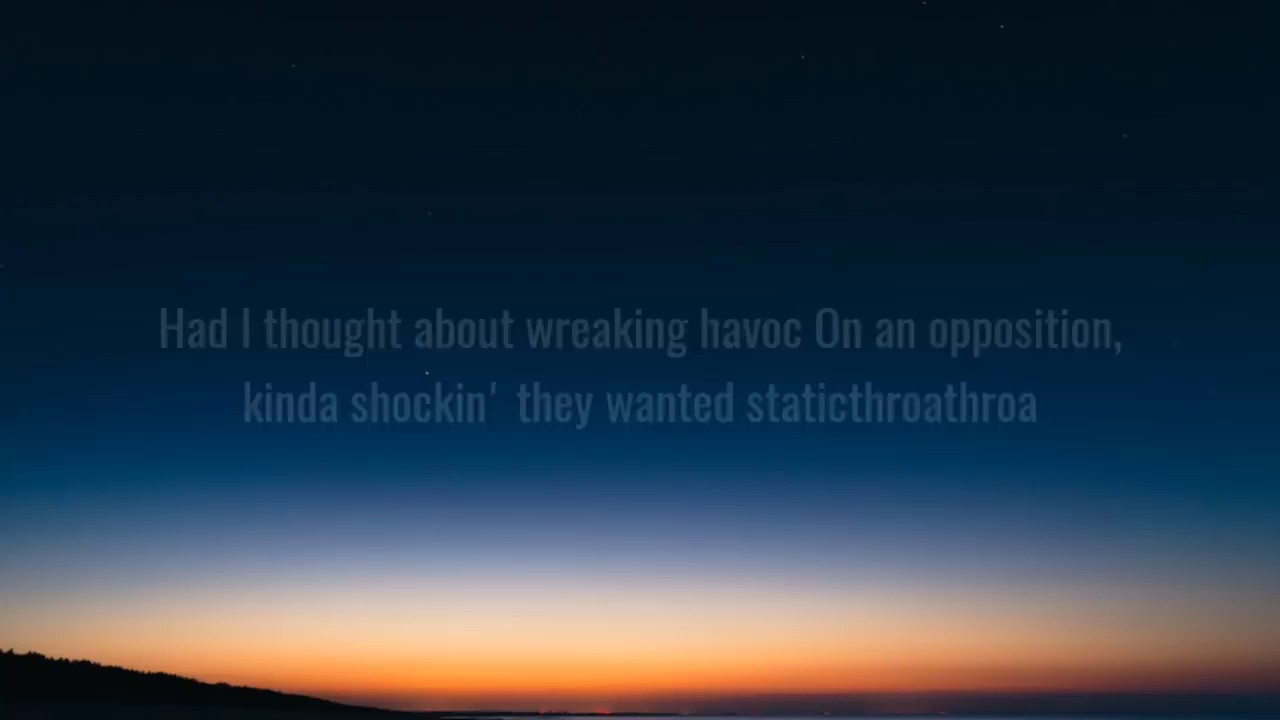 Had I thought about wreaking havoc On an opposition,
kinda shockin' they wanted staticthroathroa